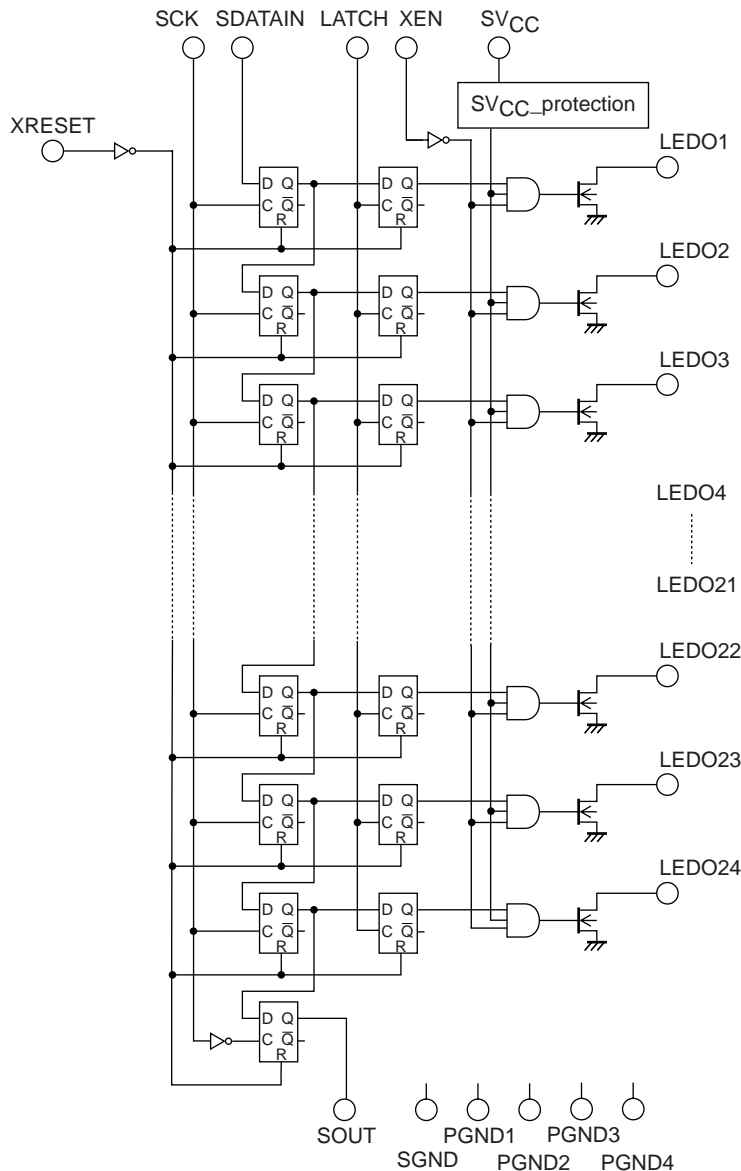 SCK SDATAIN LATCH XEN SVCC
SVCC_protection
XRESET
LEDO1
D Q D Q
C Q̅ C Q̅
R R
LEDO2
D Q D Q
C Q̅ C Q̅
R R
LEDO3
D Q D Q
C Q̅ C Q̅
R R
LEDO4
LEDO21
LEDO22
D Q D Q
C Q̅ C Q̅
R R
LEDO23
D Q D Q
C Q̅ C Q̅
R R
LEDO24
D Q D Q
C Q̅ C Q̅
R R
D Q
C Q̅
R
SOUT SGND PGND1 PGND2 PGND3 PGND4